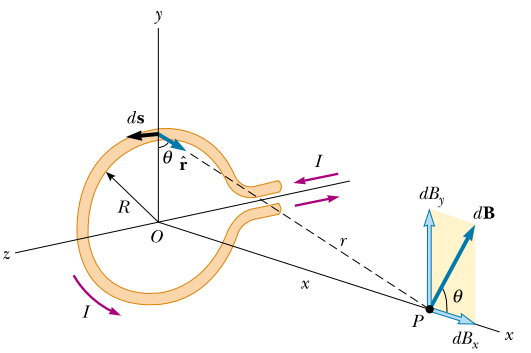 y
ds
θ
r̂
I
dB_y
dB
R
z
O
r
θ
x
I
P
dB_x
x